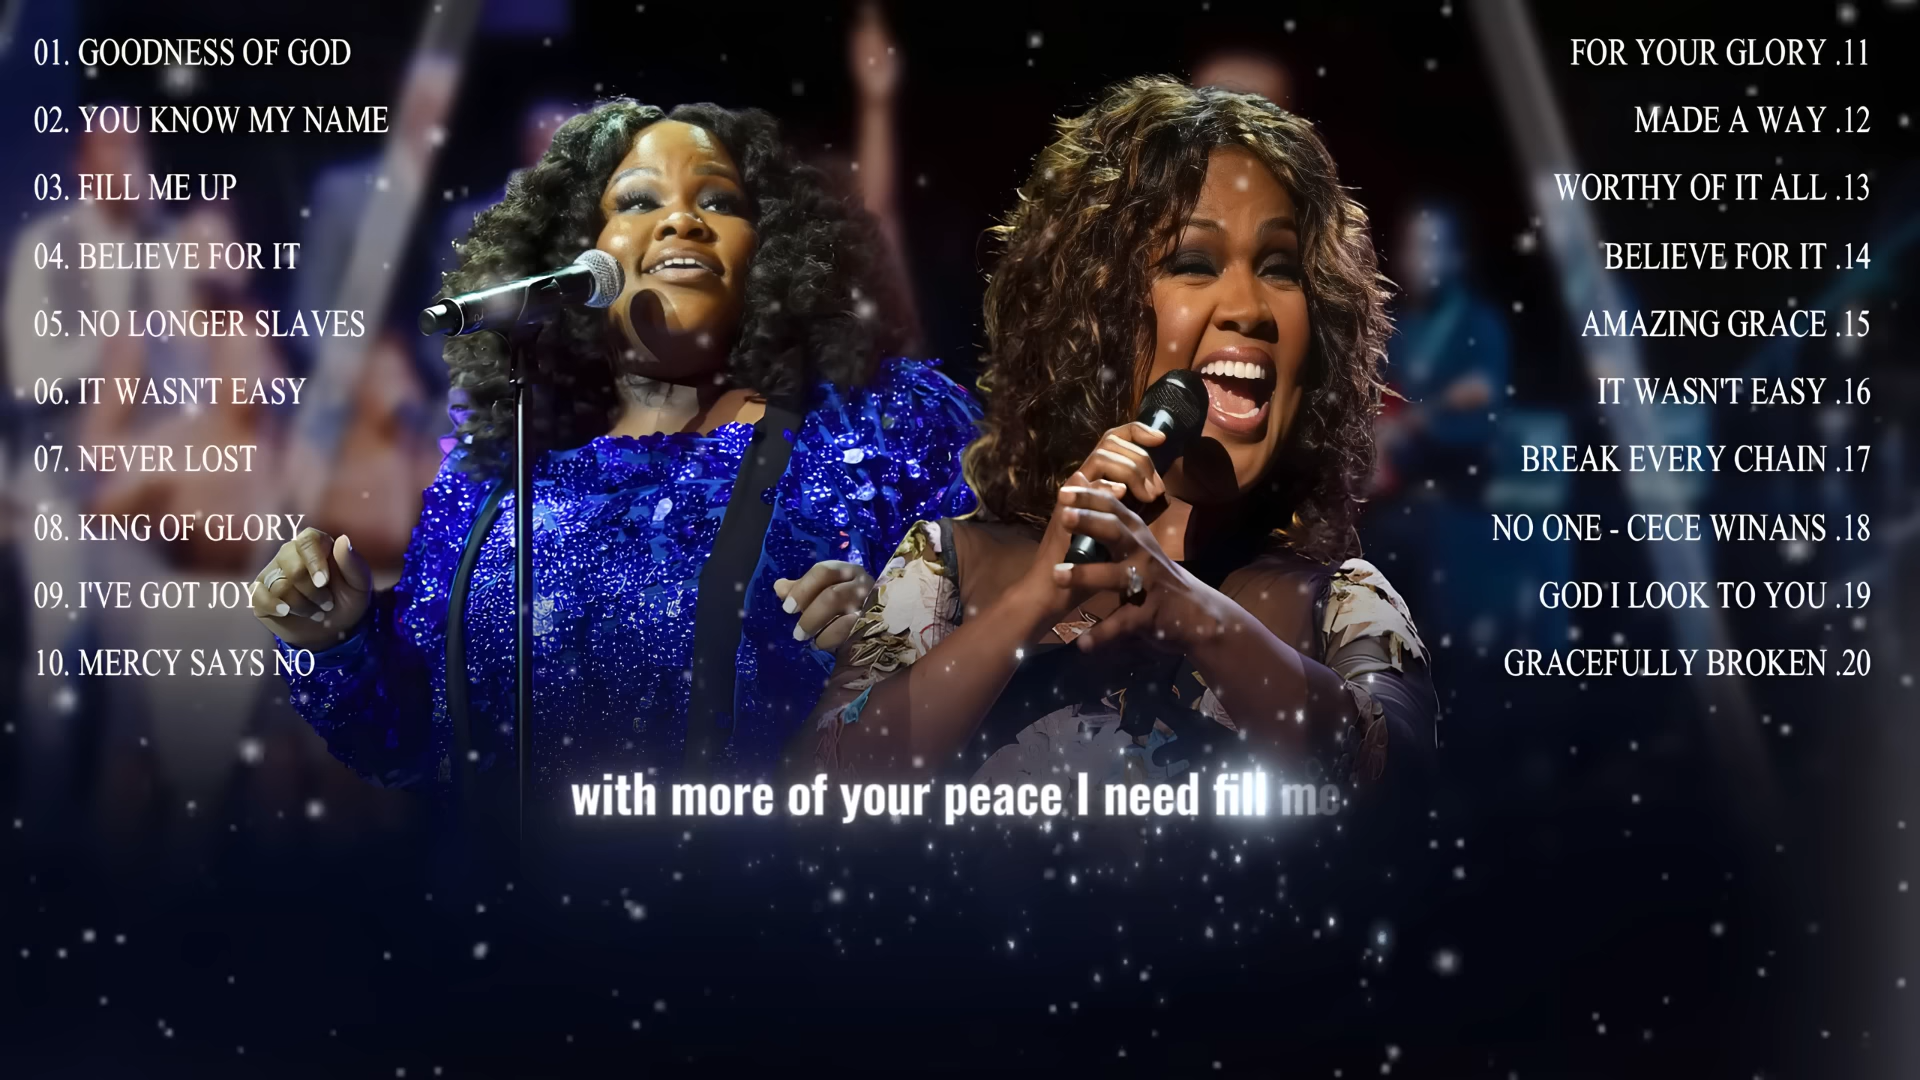 01. GOODNESS OF GOD
02. YOU KNOW MY NAME
03. FILL ME UP
04. BELIEVE FOR IT
05. NO LONGER SLAVES
06. IT WASN'T EASY
07. NEVER LOST
08. KING OF GLORY
09. I'VE GOT JOY
10. MERCY SAYS NO
FOR YOUR GLORY .11
MADE A WAY .12
WORTHY OF IT ALL .13
BELIEVE FOR IT .14
AMAZING GRACE .15
IT WASN'T EASY .16
BREAK EVERY CHAIN .17
NO ONE - CECE WINANS .18
GOD I LOOK TO YOU .19
GRACEFULLY BROKEN .20
with more of your peace I need fill me